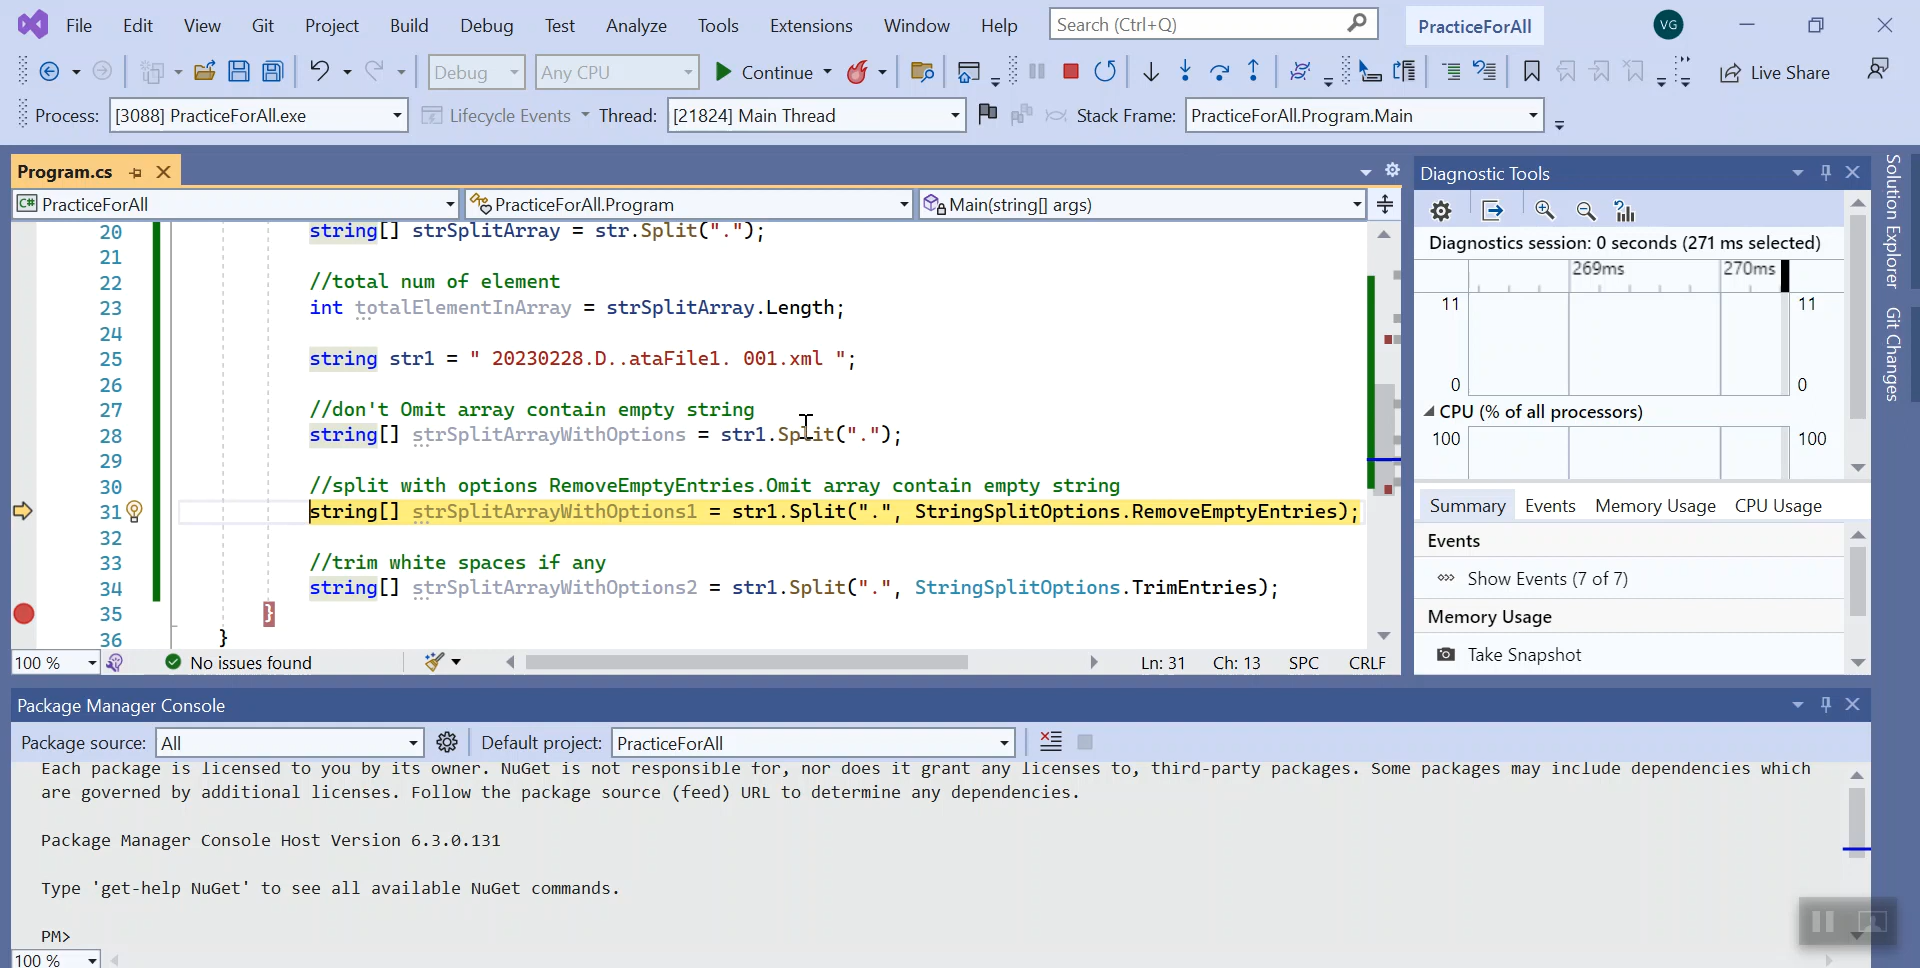 File Edit View Git Project Build Debug Test Analyze Tools Extensions Window Help Search (Ctrl+Q) PracticeForAll VG
Debug Any CPU Continue Live Share
Process: [3088] PracticeForAll.exe Lifecycle Events Thread: [21824] Main Thread Stack Frame: PracticeForAll.Program.Main
Program.cs
C# PracticeForAll PracticeForAll.Program Main(string[] args)
20 string[] strSplitArray = str.Split(".");
21
22 //total num of element
23 int totalElementInArray = strSplitArray.Length;
24
25 string str1 = " 20230228.D..ataFile1. 001.xml ";
26
27 //don't Omit array contain empty string
28 string[] strSplitArrayWithOptions = str1.Split(".");
29
30 //split with options RemoveEmptyEntries.Omit array contain empty string
31 string[] strSplitArrayWithOptions1 = str1.Split(".", StringSplitOptions.RemoveEmptyEntries);
32
33 //trim white spaces if any
34 string[] strSplitArrayWithOptions2 = str1.Split(".", StringSplitOptions.TrimEntries);
35 }
36 }
100 % No issues found Ln: 31 Ch: 13 SPC CRLF
Diagnostic Tools
Diagnostics session: 0 seconds (271 ms selected)
269ms 270ms
11 11
0 0
CPU (% of all processors)
100 100
Summary Events Memory Usage CPU Usage
Events
Show Events (7 of 7)
Memory Usage
Take Snapshot
Solution Explorer
Git Changes
Package Manager Console
Package source: All Default project: PracticeForAll
Each package is licensed to you by its owner. NuGet is not responsible for, nor does it grant any licenses to, third-party packages. Some packages may include dependencies which
are governed by additional licenses. Follow the package source (feed) URL to determine any dependencies.
Package Manager Console Host Version 6.3.0.131
Type 'get-help NuGet' to see all available NuGet commands.
PM>
100 %